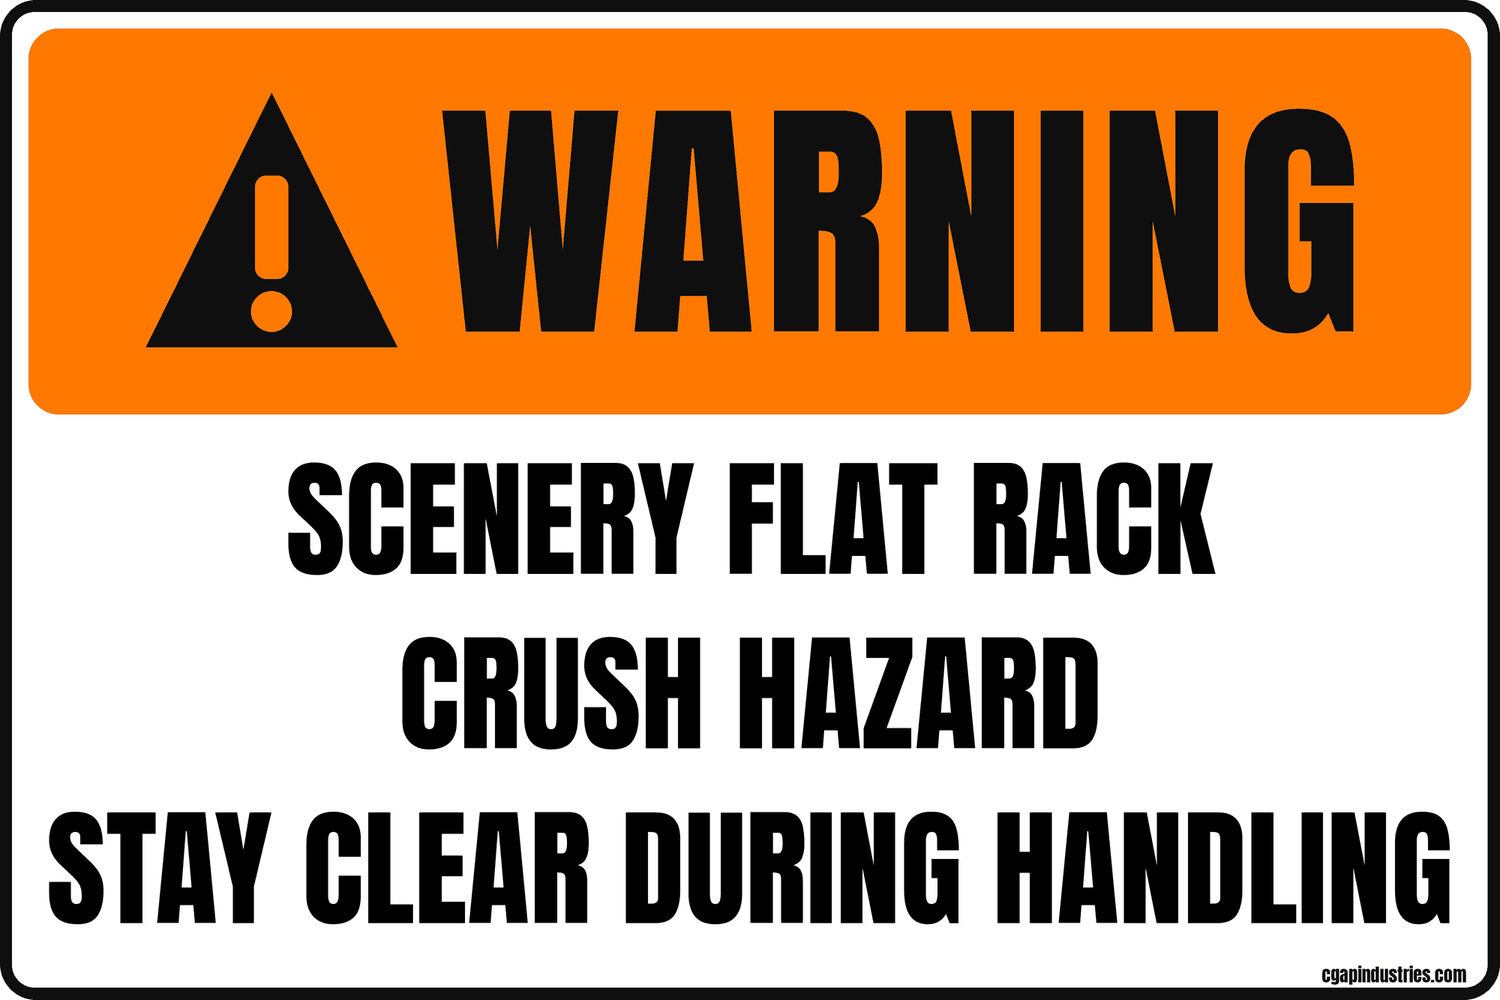 WARNING
SCENERY FLAT RACK
CRUSH HAZARD
STAY CLEAR DURING HANDLING
cgapindustries.com